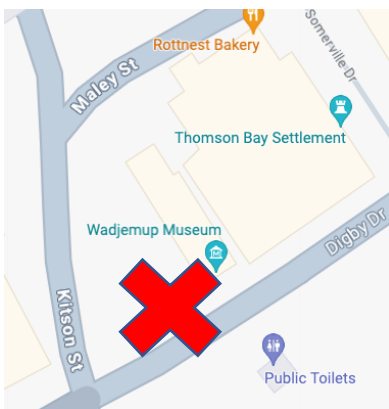 Rottnest Bakery
Somerville Dr
Maley St
Thomson Bay Settlement
Wadjemup Museum
Digby Dr
Kitson St
Public Toilets